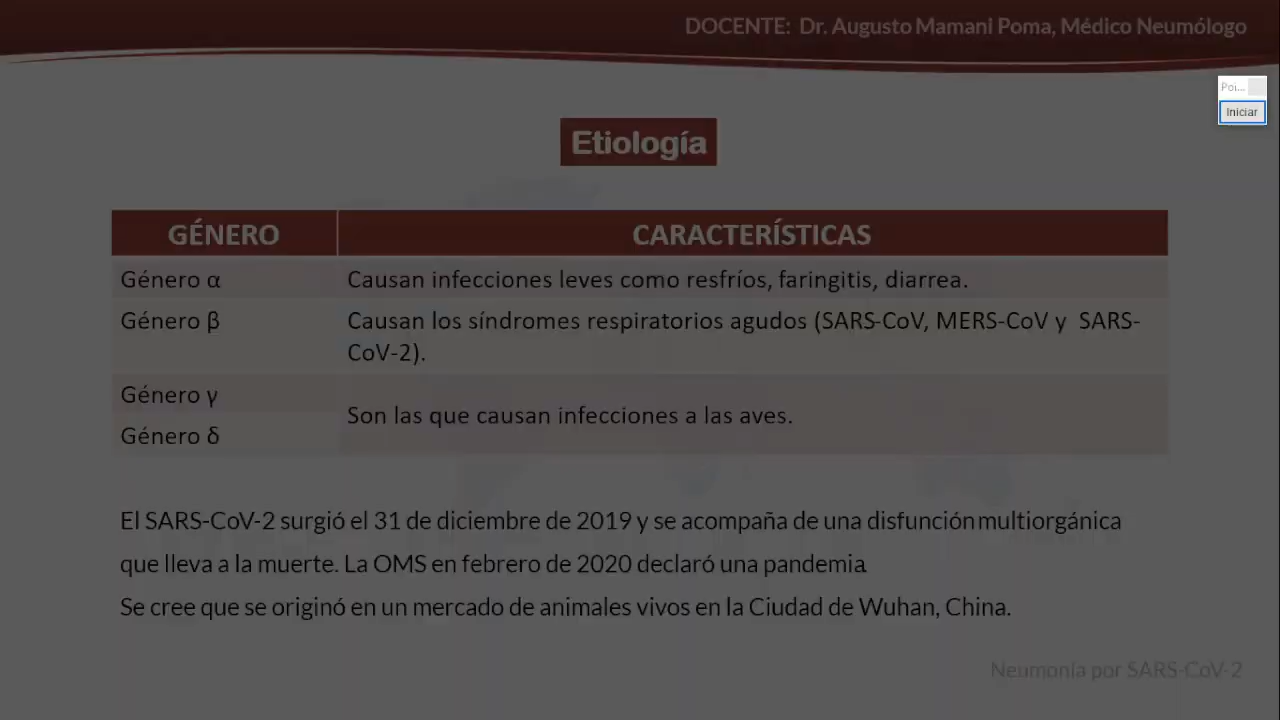 DOCENTE: Dr. Augusto Mamani Poma, Médico Neumólogo
Poi...
Iniciar
Etiología
GÉNERO CARACTERÍSTICAS
Género α Causan infecciones leves como resfríos, faringitis, diarrea.
Género β Causan los síndromes respiratorios agudos (SARS-CoV, MERS-CoV y SARS-
CoV-2).
Género γ
Son las que causan infecciones a las aves.
Género δ
El SARS-CoV-2 surgió el 31 de diciembre de 2019 y se acompaña de una disfunción multiorgánica
que lleva a la muerte. La OMS en febrero de 2020 declaró una pandemia.
Se cree que se originó en un mercado de animales vivos en la Ciudad de Wuhan, China.
Neumonía por SARS-CoV-2